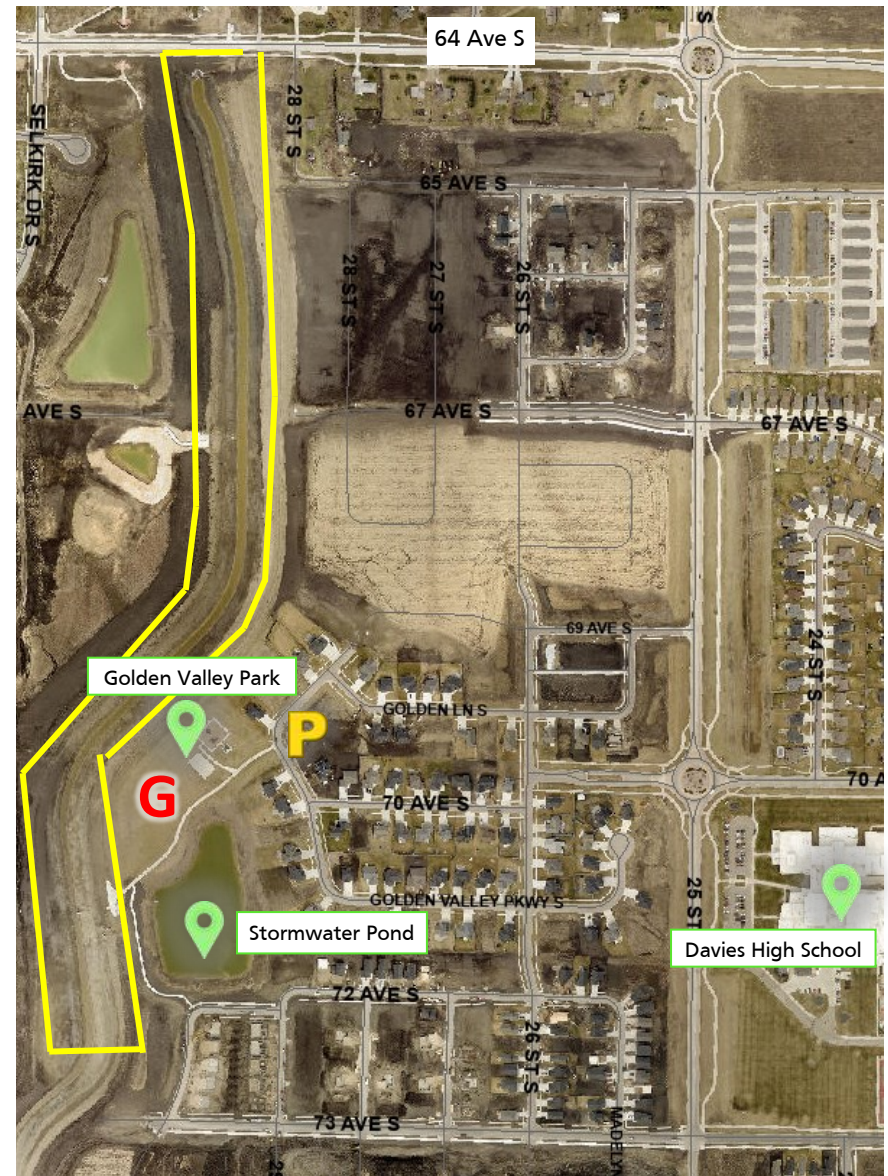 64 Ave S
S
28 ST S
SELKIRK DR S
65 AVE S
28 ST S
27 ST S
26 ST S
AVE S
67 AVE S
67 AVE S
69 AVE S
24 ST S
Golden Valley Park
GOLDEN LN S
P
G
70 AVE S
70 A
GOLDEN VALLEY PKWY S
25 ST
Stormwater Pond
Davies High School
72 AVE S
26 ST S
73 AVE S
MADELY
2